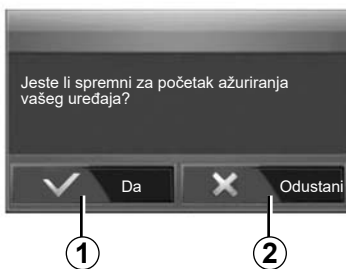 Jeste li spremni za početak ažuriranja
vašeg uređaja?
Da Odustani
1 2